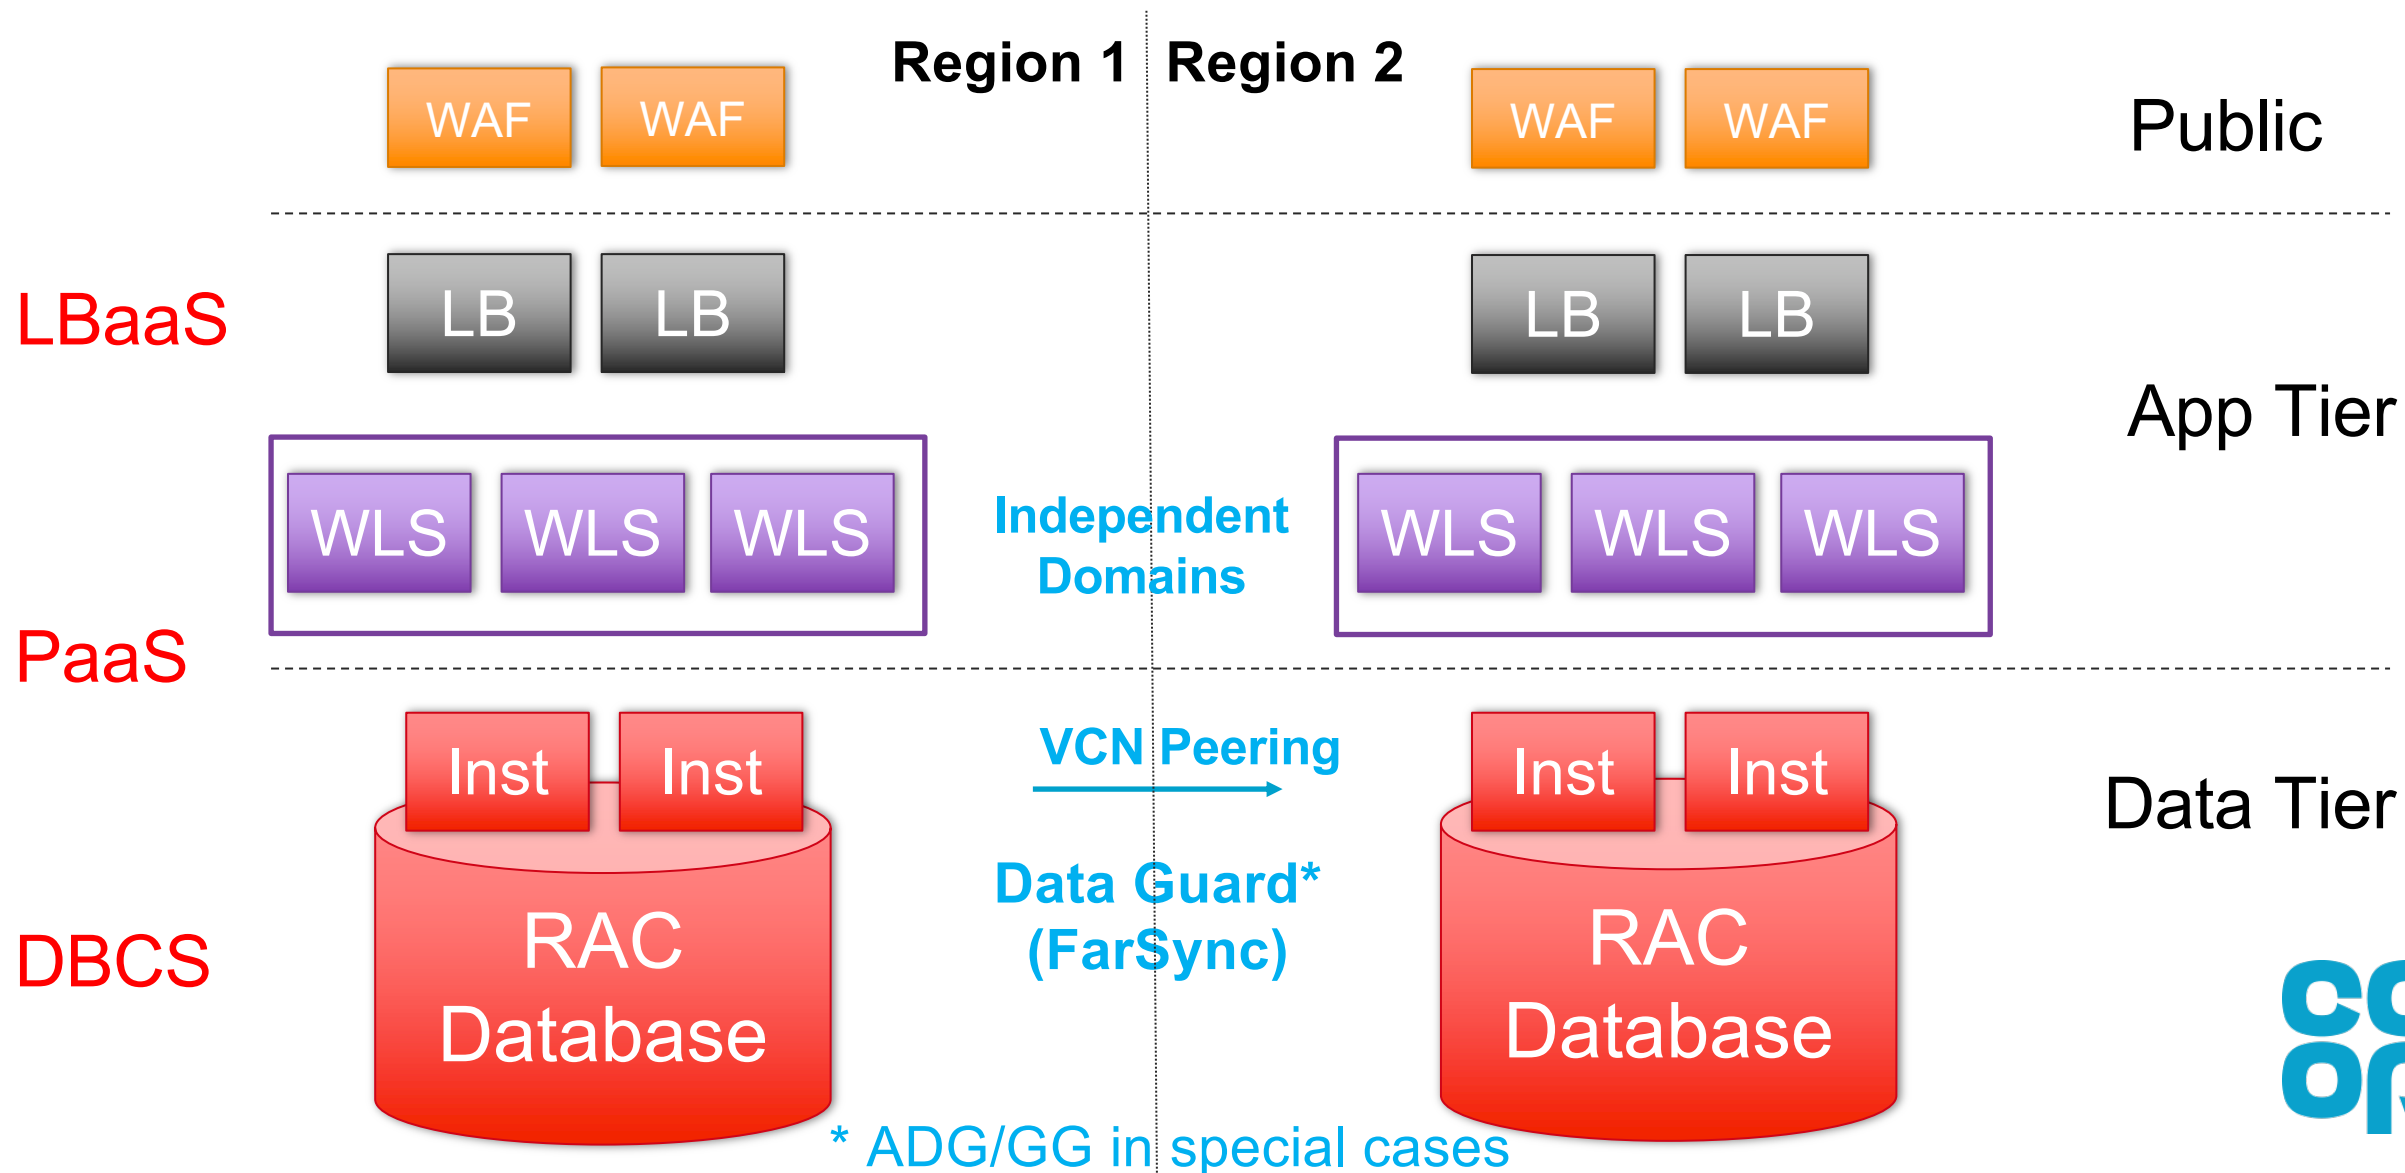 Region 1 Region 2
WAF WAF WAF WAF
Public
LBaaS
LB LB LB LB
App Tier
WLS WLS WLS
Independent
Domains
WLS WLS WLS
PaaS
Inst Inst
VCN Peering
Inst Inst
Data Tier
Data Guard*
(FarSync)
DBCS
RAC
Database
RAC
Database
* ADG/GG in special cases